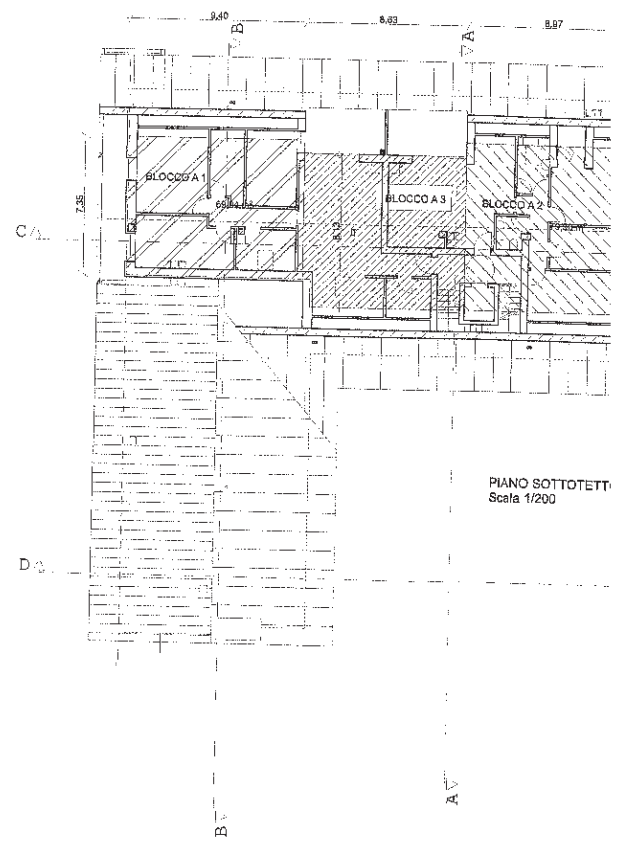 9,40
8,63
8,97
B
A
7,35
BLOCCO A 1
BLOCCO A 3
BLOCCO A 2
C
PIANO SOTTOTETT
Scala 1/200
D
A
B